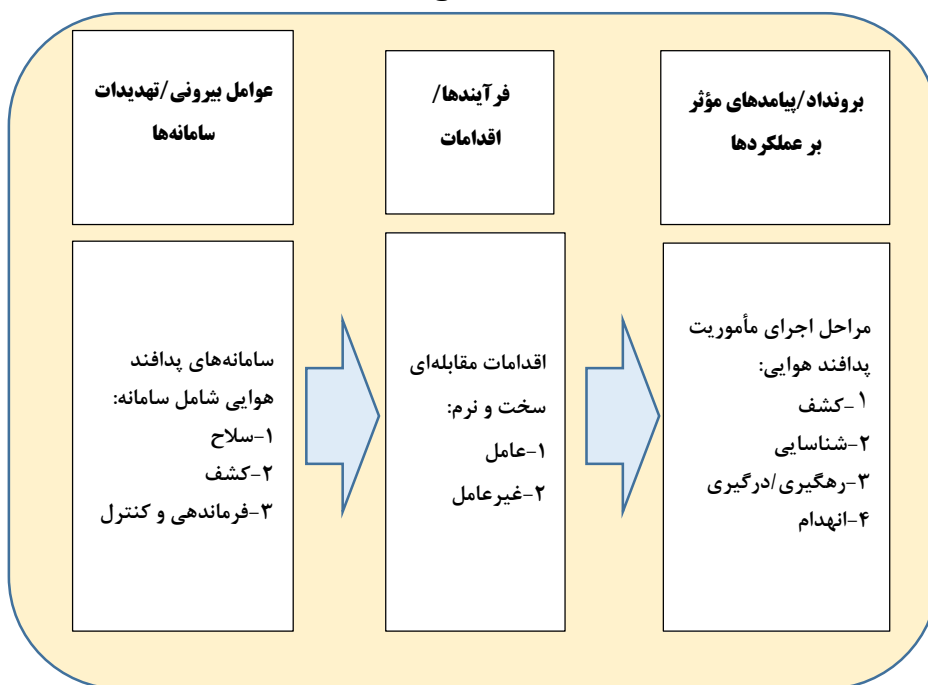 عوامل بیرونی/تهدیدات
سامانه‌ها
فرآیندها/
اقدامات
برونداد/پیامدهای مؤثر
بر عملکردها
سامانه‌های پدافند
هوایی شامل سامانه:
۱-سلاح
۲-کشف
۳-فرماندهی و کنترل
اقدامات مقابله‌ای
سخت و نرم:
۱-عامل
۲-غیرعامل
مراحل اجرای مأموریت
پدافند هوایی:
۱-کشف
۲-شناسایی
۳-رهگیری/درگیری
۴-انهدام